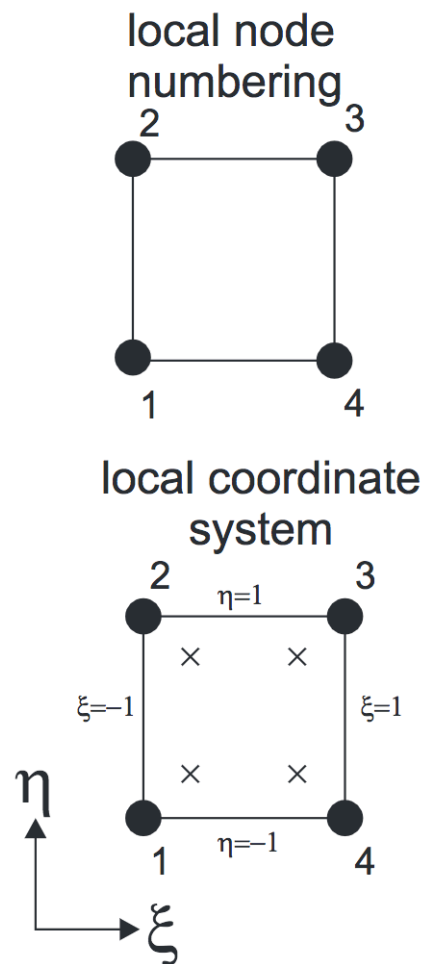 local node
numbering
2 3
1 4
local coordinate
system
2 3
η=1
ξ=−1 ξ=1
η
1 η=−1 4
ξ